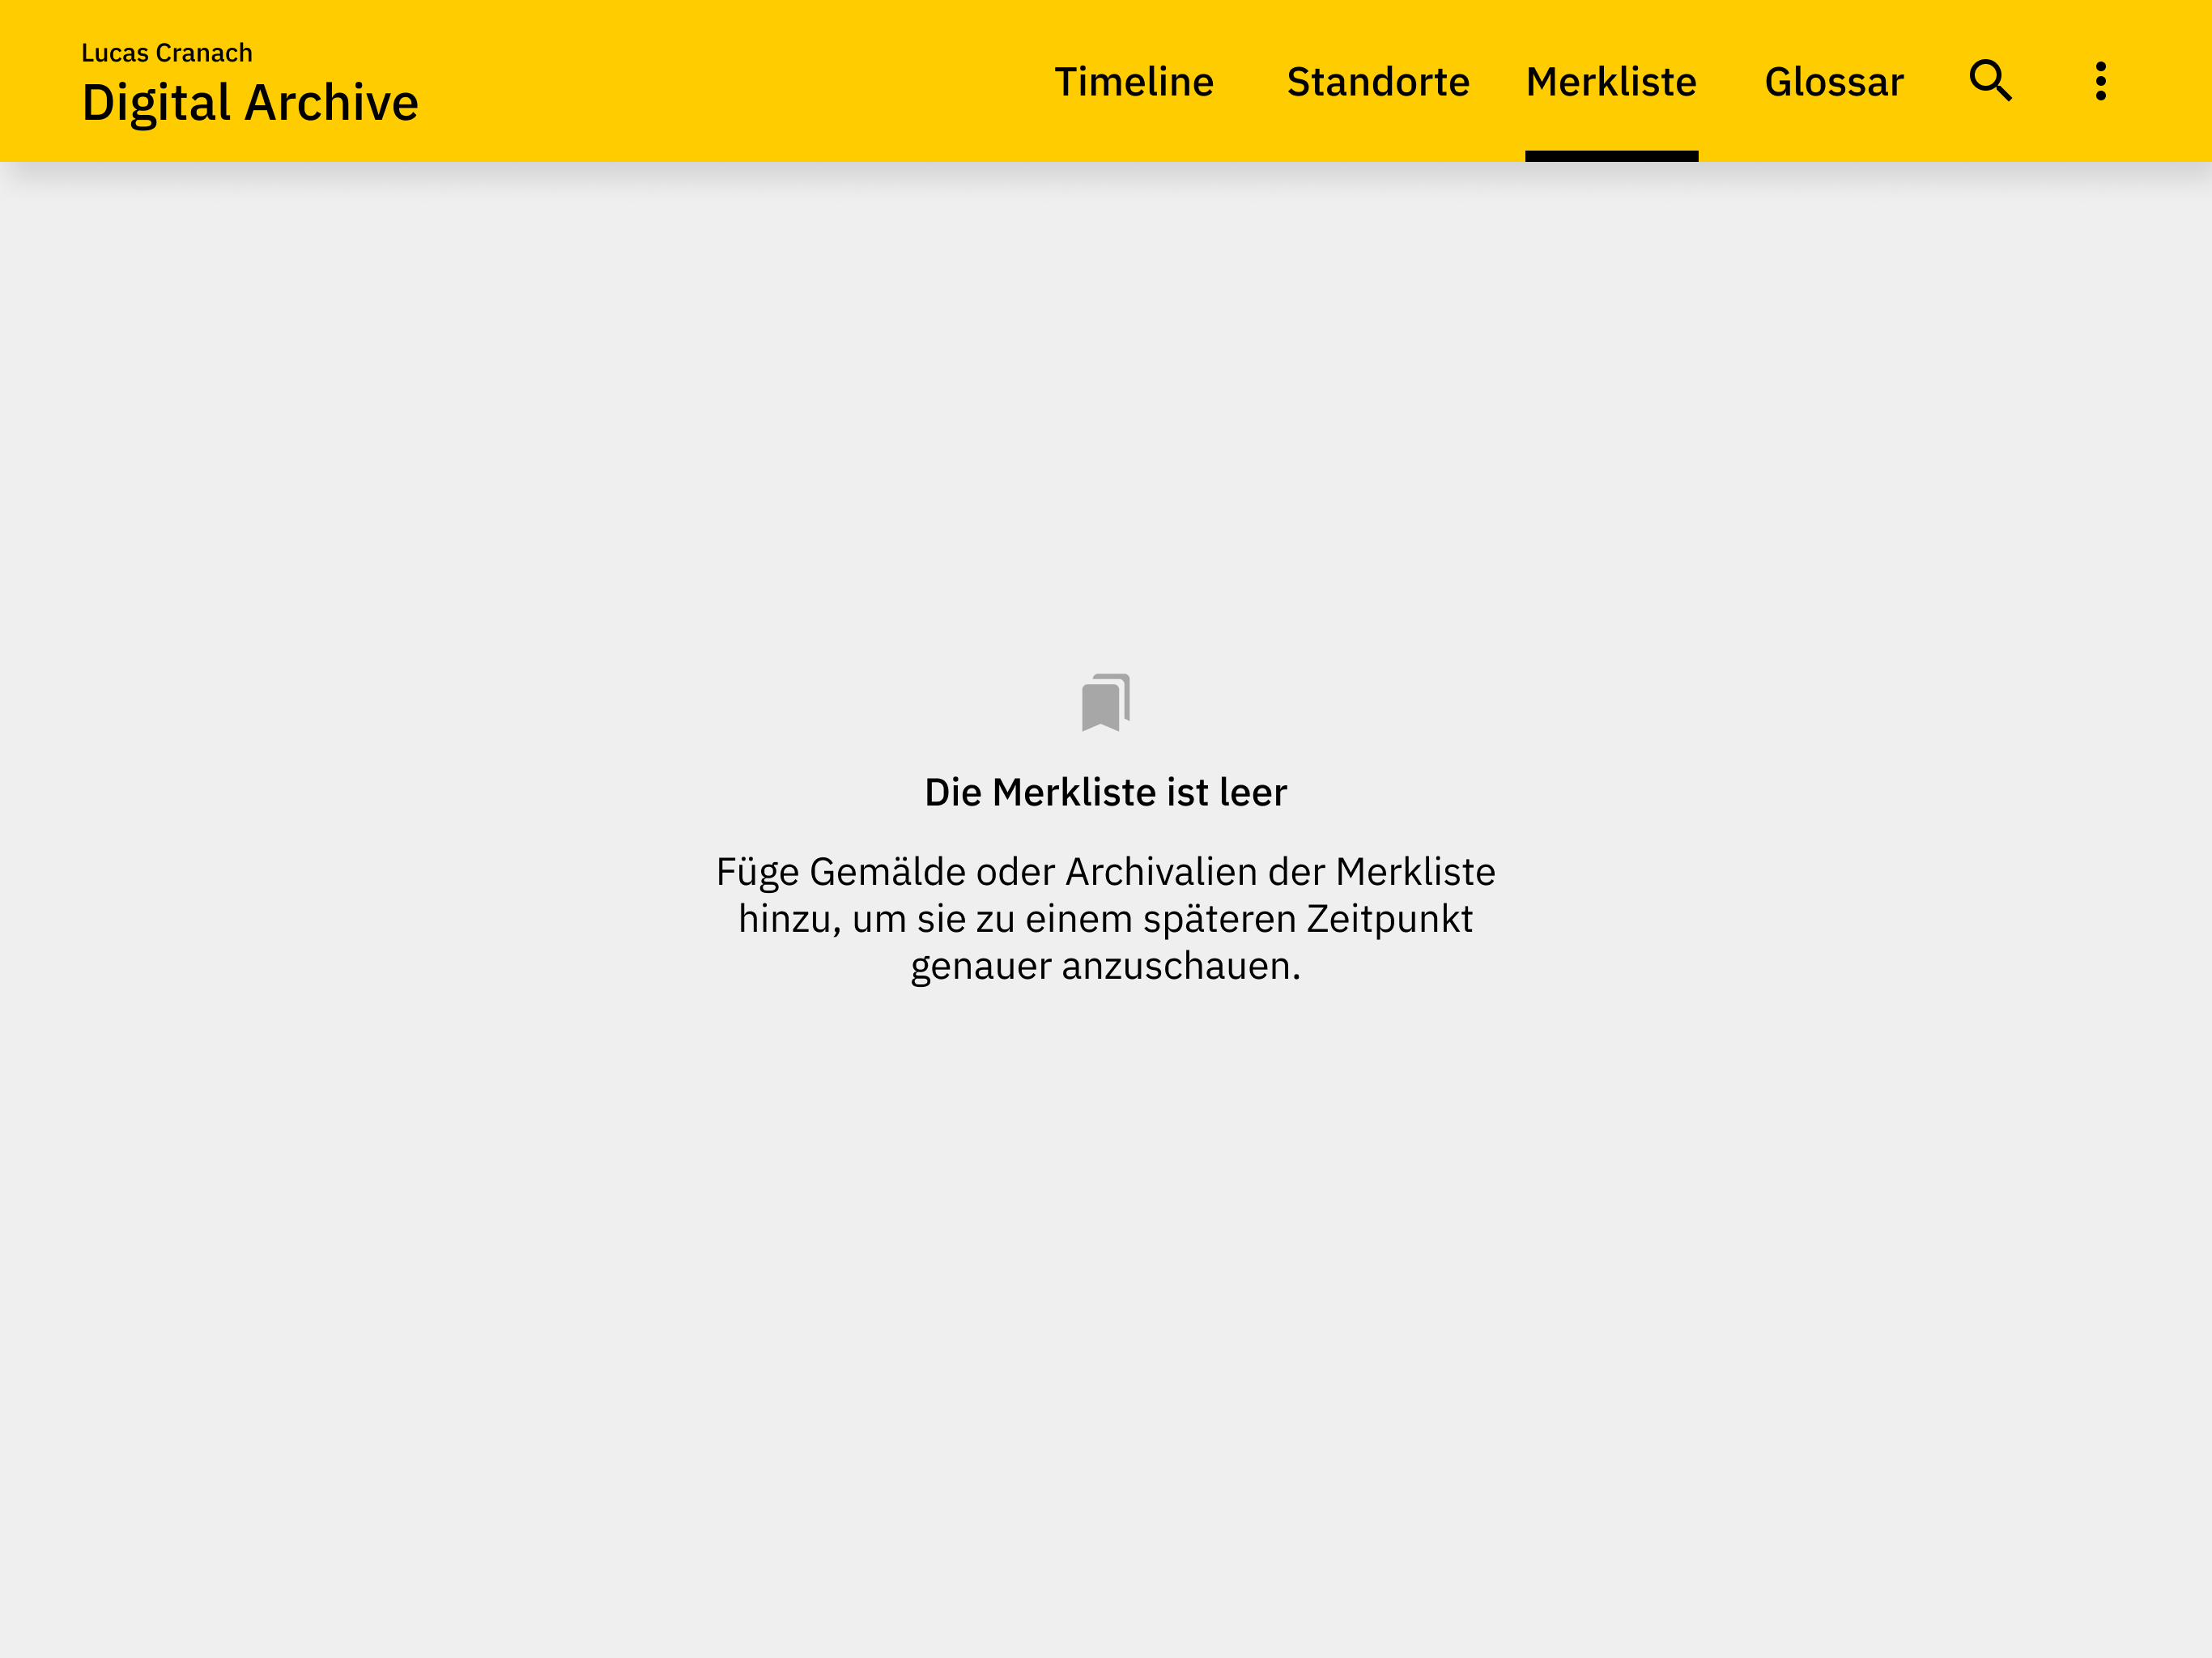 Lucas Cranach
Digital Archive
Timeline
Standorte
Merkliste
Glossar
Die Merkliste ist leer
Füge Gemälde oder Archivalien der Merkliste
hinzu, um sie zu einem späteren Zeitpunkt
genauer anzuschauen.